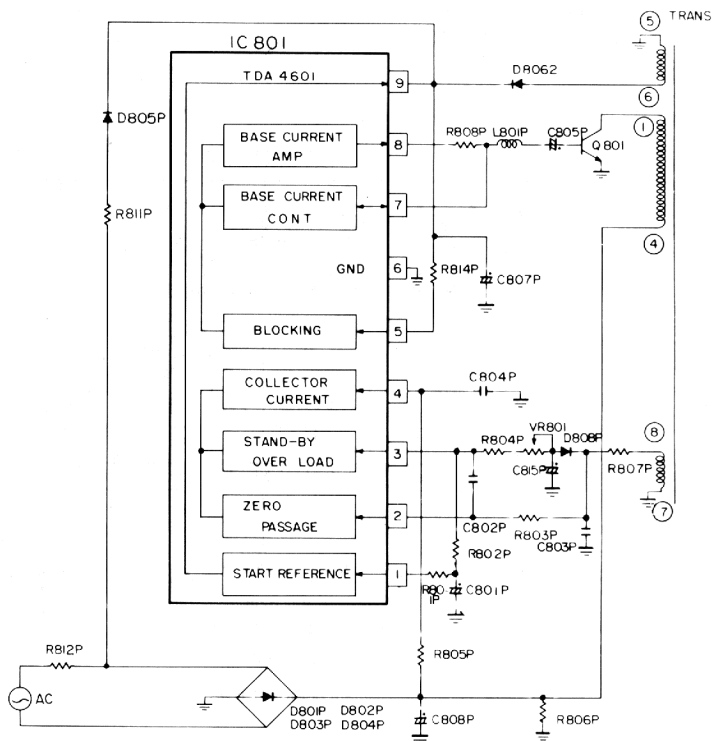 TRANS
5
IC 801
TDA 4601
9
D8062
6
D805P
1
BASE CURRENT
AMP
8
R808P
L801P
C805P
Q801
BASE CURRENT
CONT
7
R811P
4
GND
6
R814P
C807P
BLOCKING
5
COLLECTOR
CURRENT
4
C804P
VR801
8
STAND-BY
OVER LOAD
3
R804P
D808P
C815P
R807P
ZERO
PASSAGE
2
C802P
R803P
C803P
7
R802P
START REFERENCE
1
R80
1P
C801P
R812P
R805P
AC
D801P D802P
D803P D804P
C808P
R806P